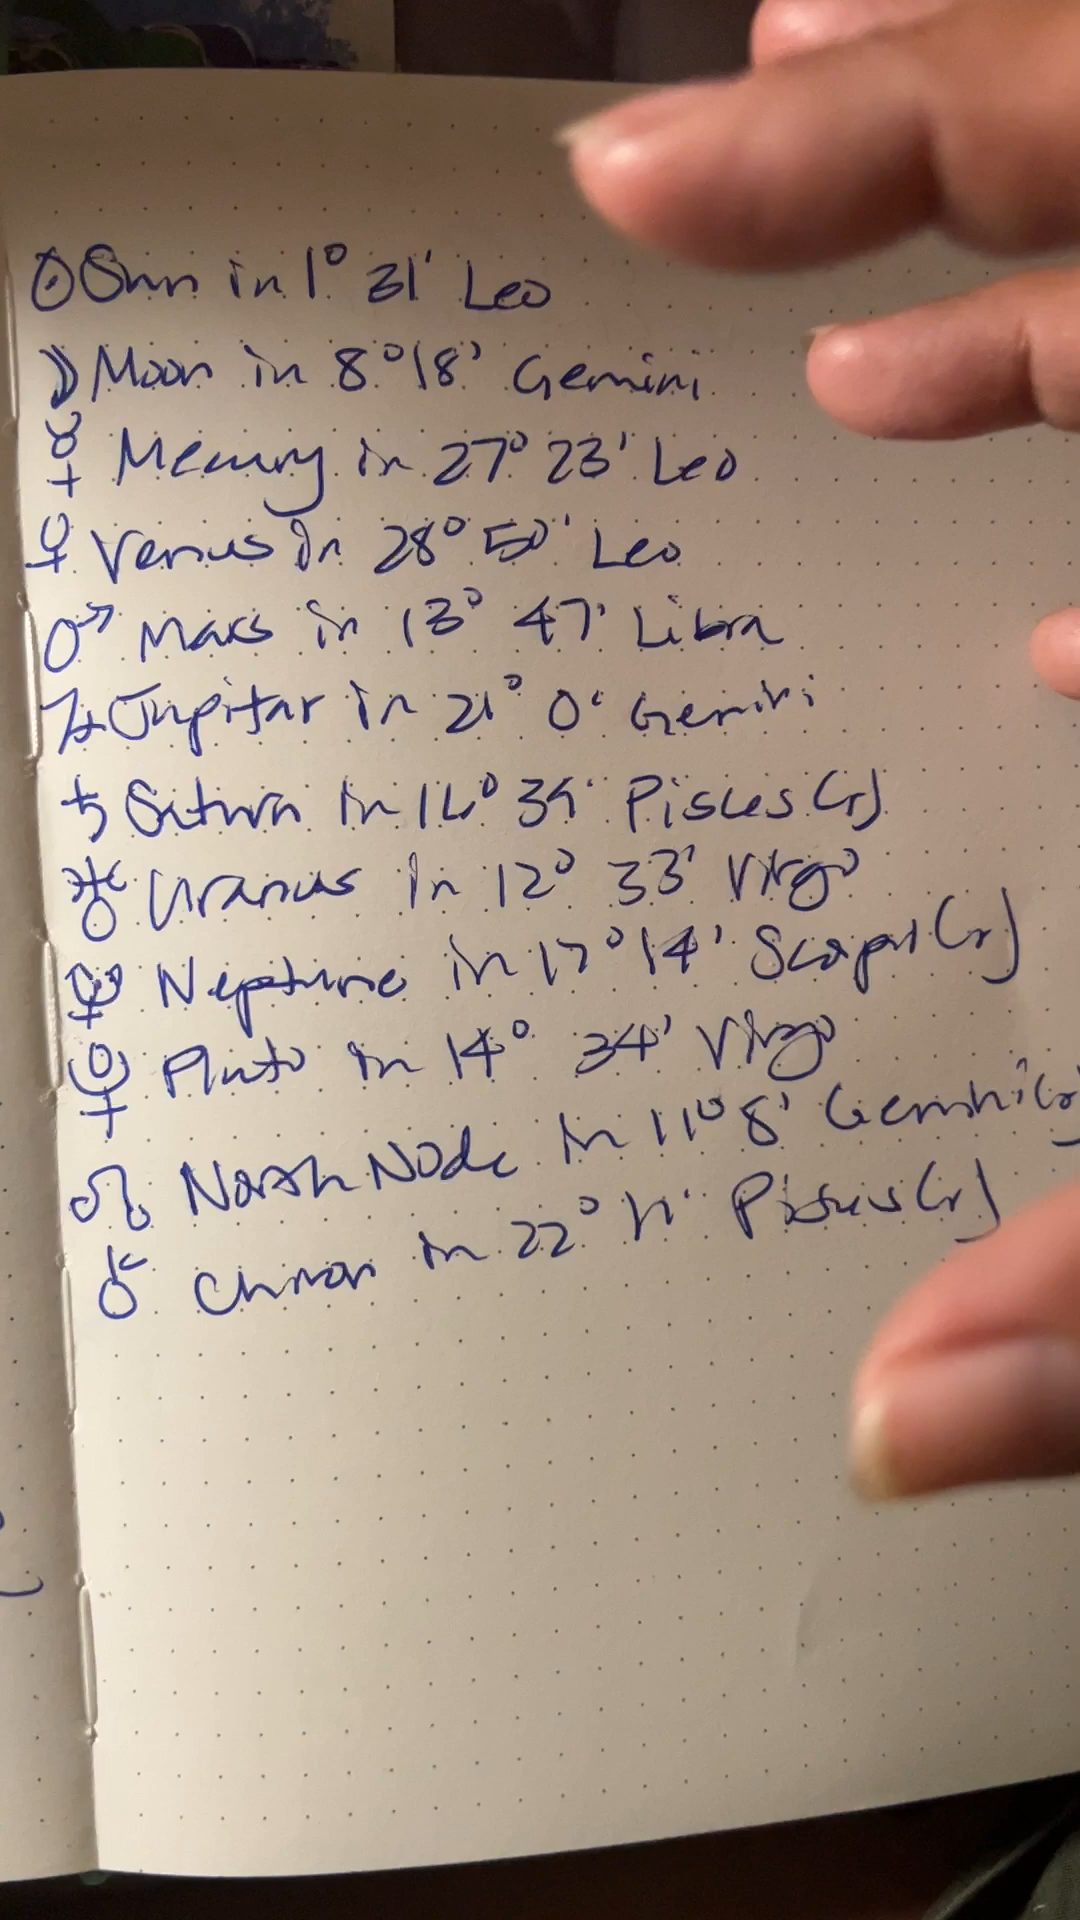 ☉ Sun in 1° 31' Leo
☽ Moon in 8° 18' Gemini
☿ Mercury in 27° 23' Leo
♀ Venus in 28° 50' Leo
♂ Mars in 13° 47' Libra
♃ Jupitar in 21° 0' Gemini
♄ Saturn in 16° 39' Pisces (r)
♅ Uranus in 12° 33' Virgo
♆ Neptune in 17° 14' Scorpi (r)
♇ Pluto in 14° 34' Virgo
☊ North Node in 11° 8' Gemini (r)
⚷ Chiron in 22° 11' Pisces (r)